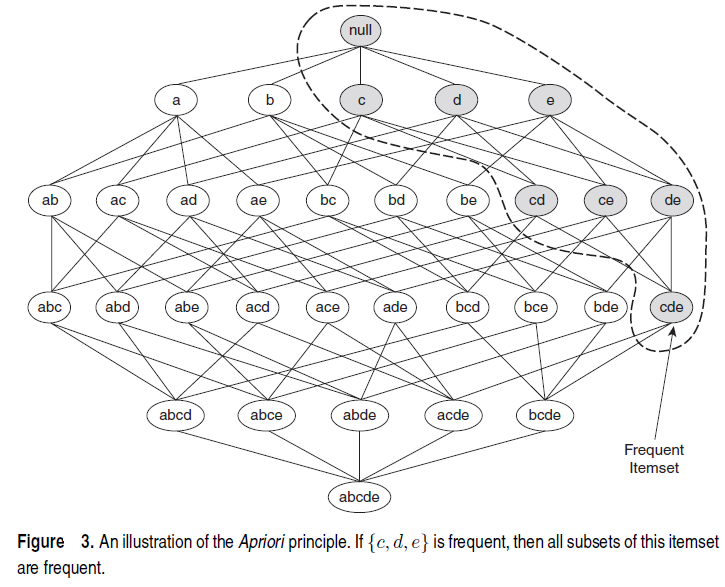 null
a b c d e
ab ac ad ae bc bd be cd ce de
abc abd abe acd ace ade bcd bce bde cde
abcd abce abde acde bcde
Frequent
Itemset
abcde
Figure 3. An illustration of the Apriori principle. If {c, d, e} is frequent, then all subsets of this itemset
are frequent.